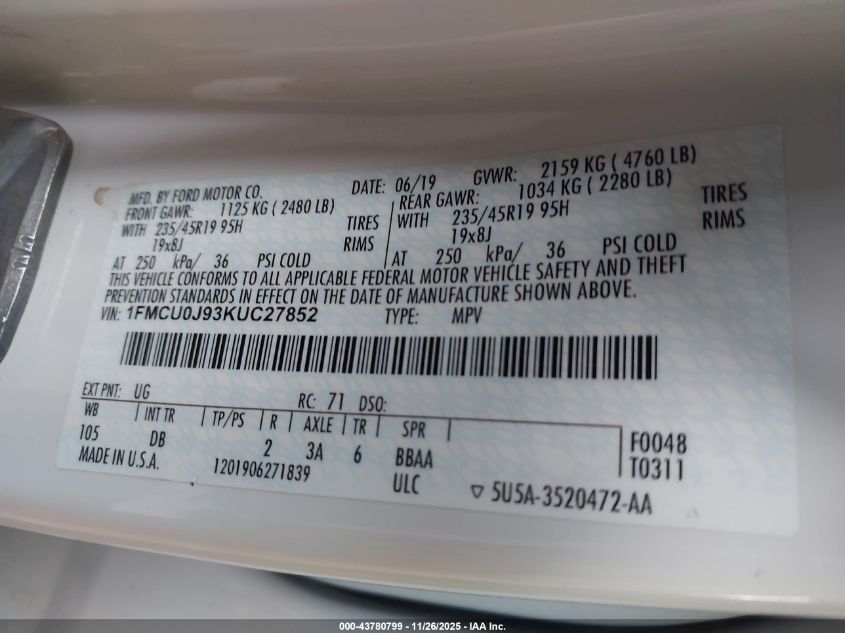 MFD. BY FORD MOTOR CO. DATE: 06/19 GVWR: 2159 KG ( 4760 LB)
FRONT GAWR: 1125 KG ( 2480 LB) REAR GAWR: 1034 KG ( 2280 LB)
WITH 235/45R19 95H TIRES WITH 235/45R19 95H TIRES
19x8J RIMS 19x8J RIMS
AT 250 kPa/ 36 PSI COLD AT 250 kPa/ 36 PSI COLD
THIS VEHICLE CONFORMS TO ALL APPLICABLE FEDERAL MOTOR VEHICLE SAFETY AND THEFT
PREVENTION STANDARDS IN EFFECT ON THE DATE OF MANUFACTURE SHOWN ABOVE.
VIN: 1FMCU0J93KUC27852 TYPE: MPV
EXT PNT: UG RC: 71 DSO:
WB INT TR TP/PS R AXLE TR SPR
105 DB 2 3A 6 BBAA F0048
MADE IN U.S.A. 1201906271839 ULC T0311
▽ 5U5A-3520472-AA
000-43780799 - 11/26/2025 - IAA Inc.